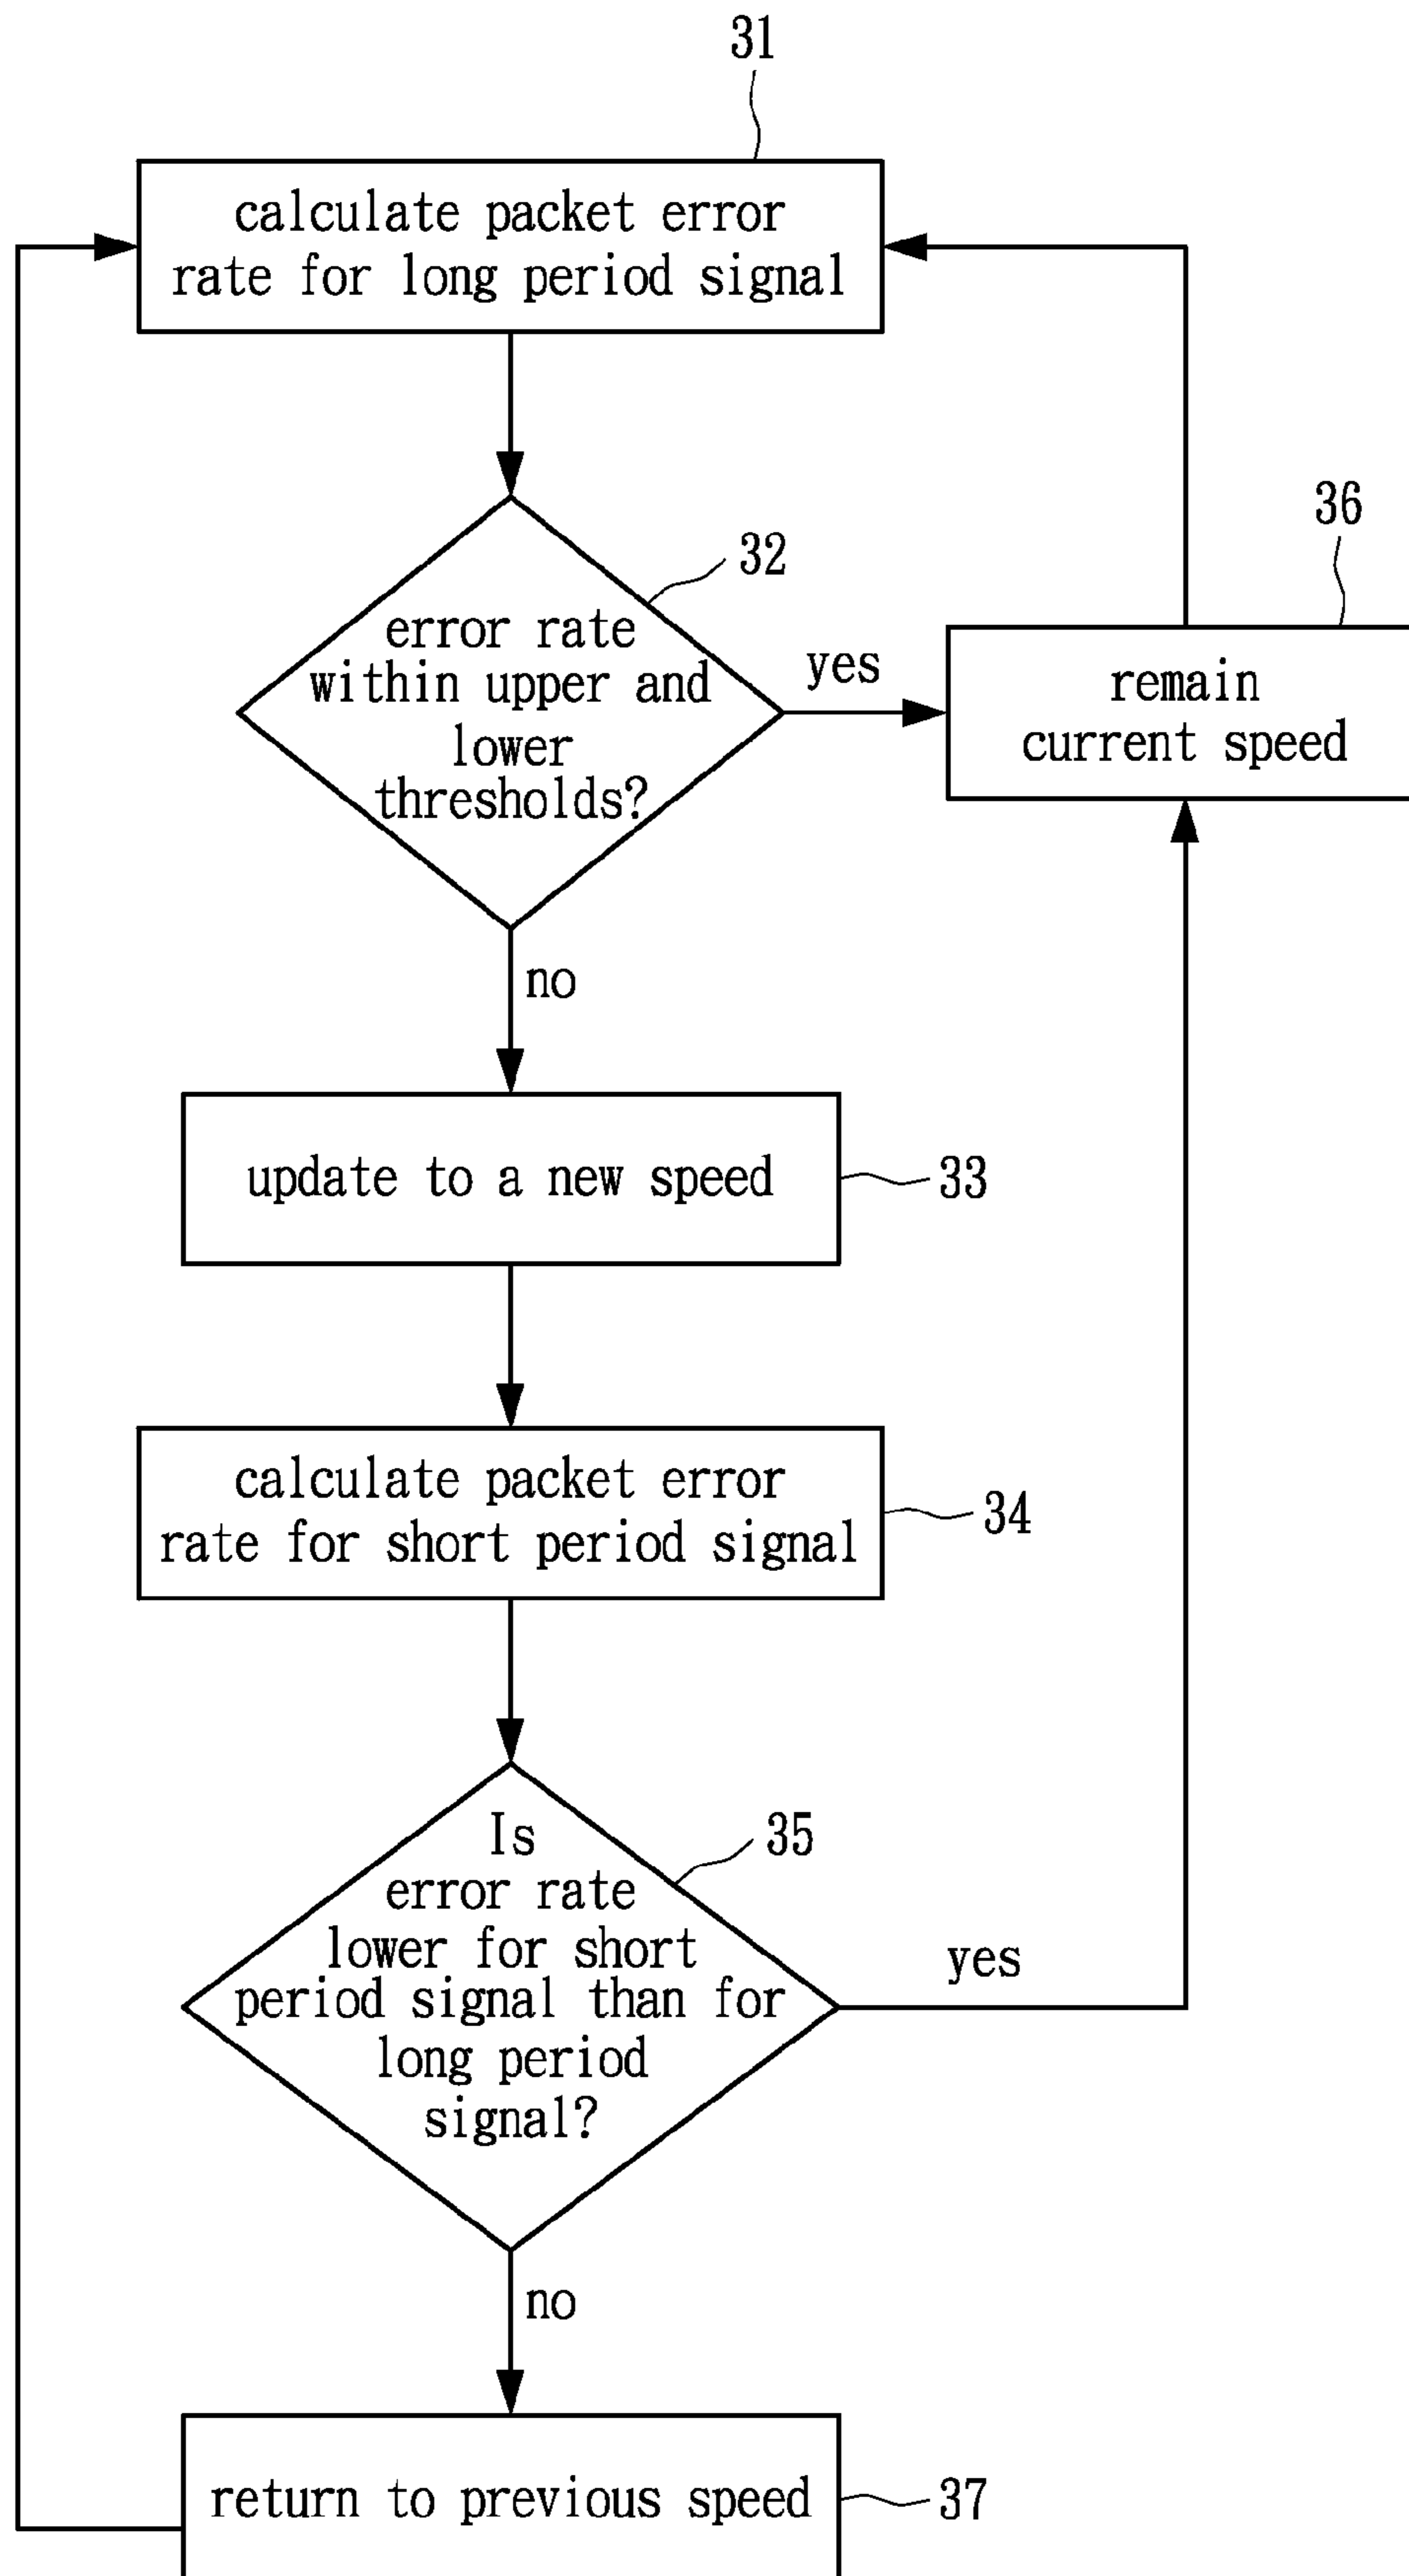 31
calculate packet error
rate for long period signal
32
error rate
within upper and
lower
thresholds?
yes
36
remain
current speed
no
update to a new speed
33
calculate packet error
rate for short period signal
34
Is
error rate
lower for short
period signal than for
long period
signal?
35
yes
no
return to previous speed
37